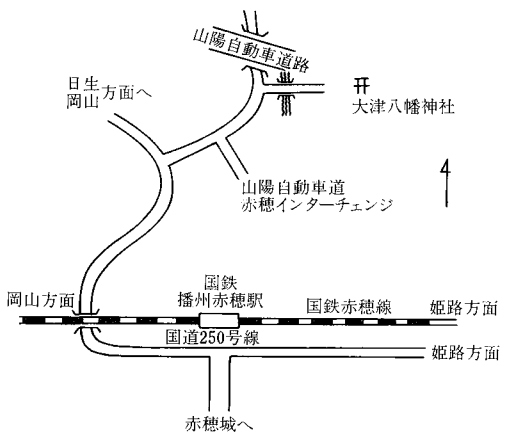 山陽自動車道路
日生
岡山
方面へ
大津八幡神社
山陽自動車道
赤穂インターチェンジ
岡山方面
国鉄
播州赤穂駅
国鉄赤穂線
姫路方面
国道250号線
姫路方面
赤穂城へ